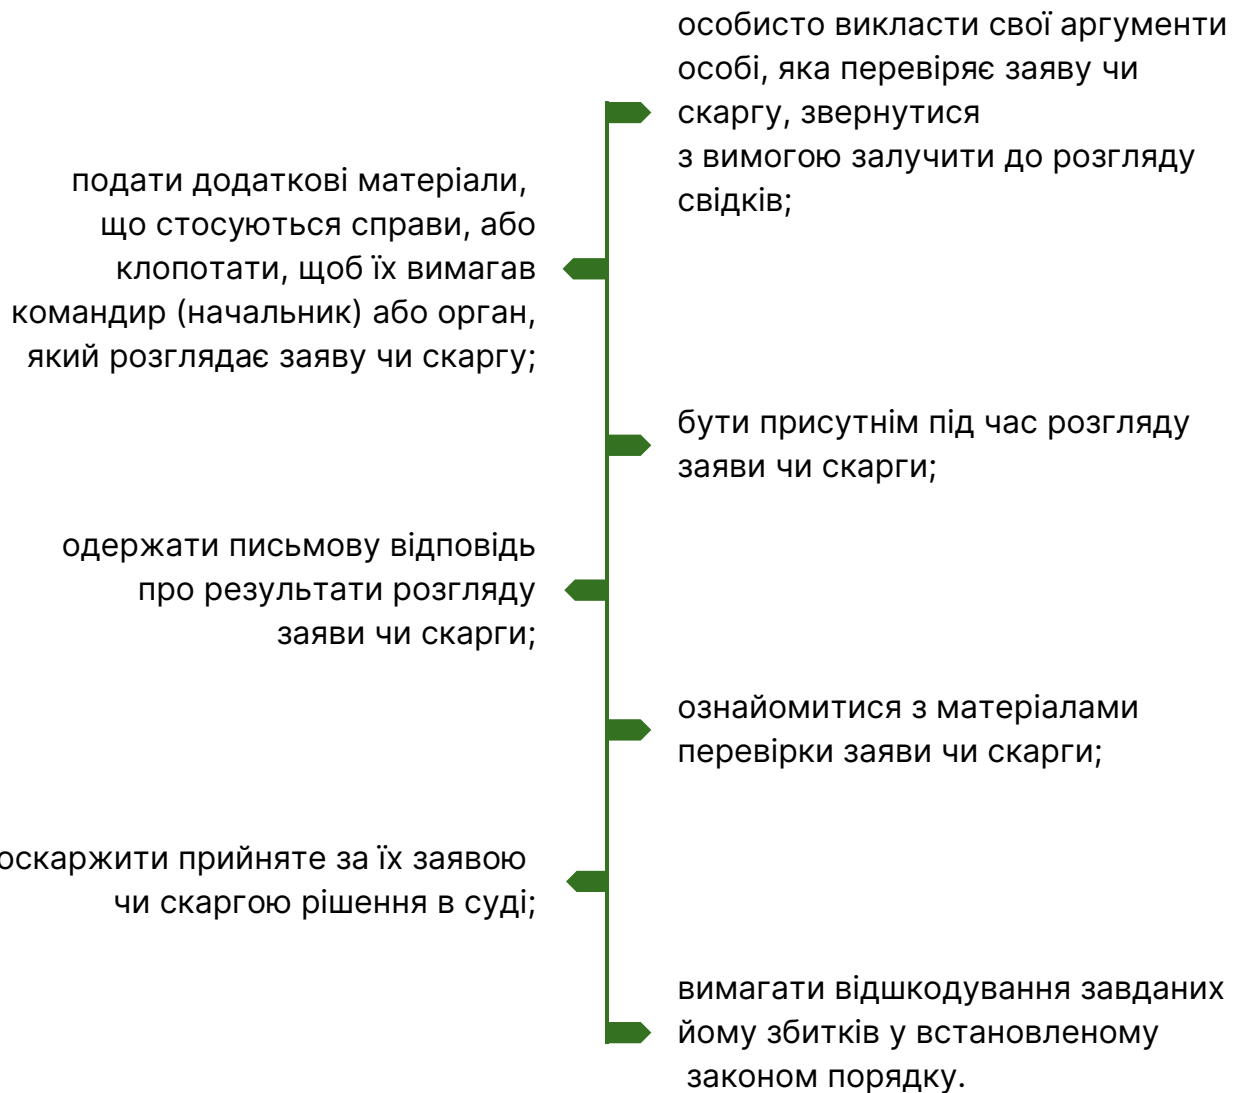 особисто викласти свої аргументи
особі, яка перевіряє заяву чи
скаргу, звернутися
з вимогою залучити до розгляду
свідків;
подати додаткові матеріали,
що стосуються справи, або
клопотати, щоб їх вимагав
командир (начальник) або орган,
який розглядає заяву чи скаргу;
бути присутнім під час розгляду
заяви чи скарги;
одержати письмову відповідь
про результати розгляду
заяви чи скарги;
ознайомитися з матеріалами
перевірки заяви чи скарги;
оскаржити прийняте за їх заявою
чи скаргою рішення в суді;
вимагати відшкодування завданих
йому збитків у встановленому
законом порядку.